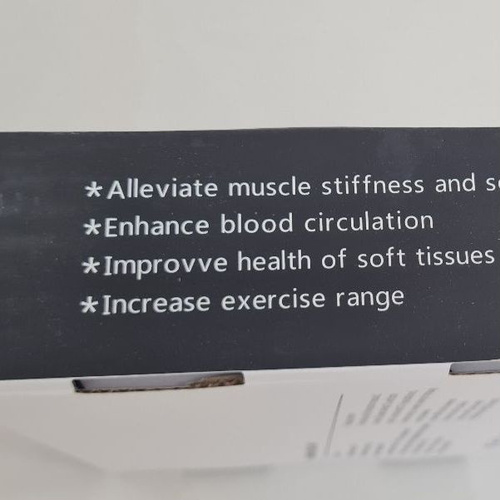 *Alleviate muscle stiffness and
*Enhance blood circulation
*Improvve health of soft tissues
*Increase exercise range